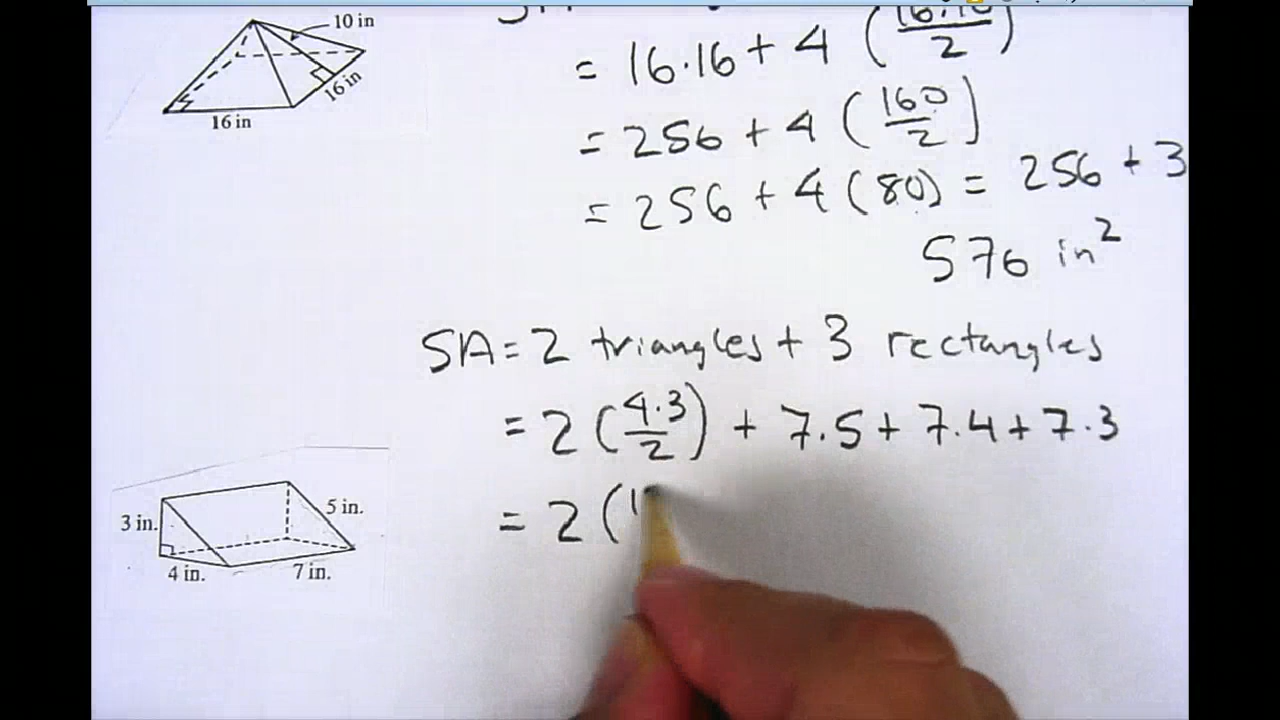 10 in
16 in
16 in
= 16·16 + 4 (16·10/2)
= 256 + 4 (160/2)
= 256 + 4 (80) = 256 + 3
576 in²
SA = 2 triangles + 3 rectangles
= 2 (4·3/2) + 7.5 + 7.4 + 7.3
= 2 (1
3 in.
5 in.
4 in.
7 in.